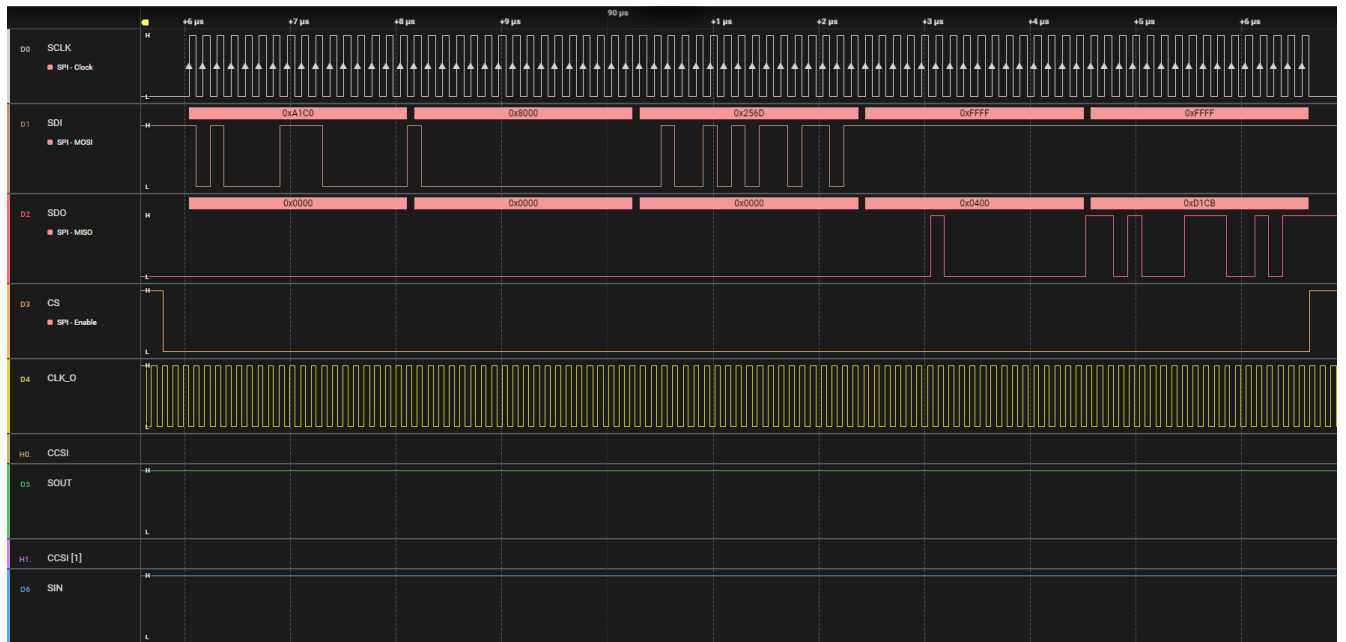 90 µs
+6 µs +7 µs +8 µs +9 µs +1 µs +2 µs +3 µs +4 µs +5 µs +6 µs
D0 SCLK H
SPI - Clock
L
0xA1C0 0x8000 0x256D 0xFFFF 0xFFFF
D1 SDI H
SPI - MOSI
L
0x0000 0x0000 0x0000 0x0400 0xD1CB
D2 SDO H
SPI - MISO
L
D3 CS H
SPI - Enable
L
D4 CLK_O H
L
H0. CCSI
D5 SOUT H
L
H1. CCSI [1]
D6 SIN H
L